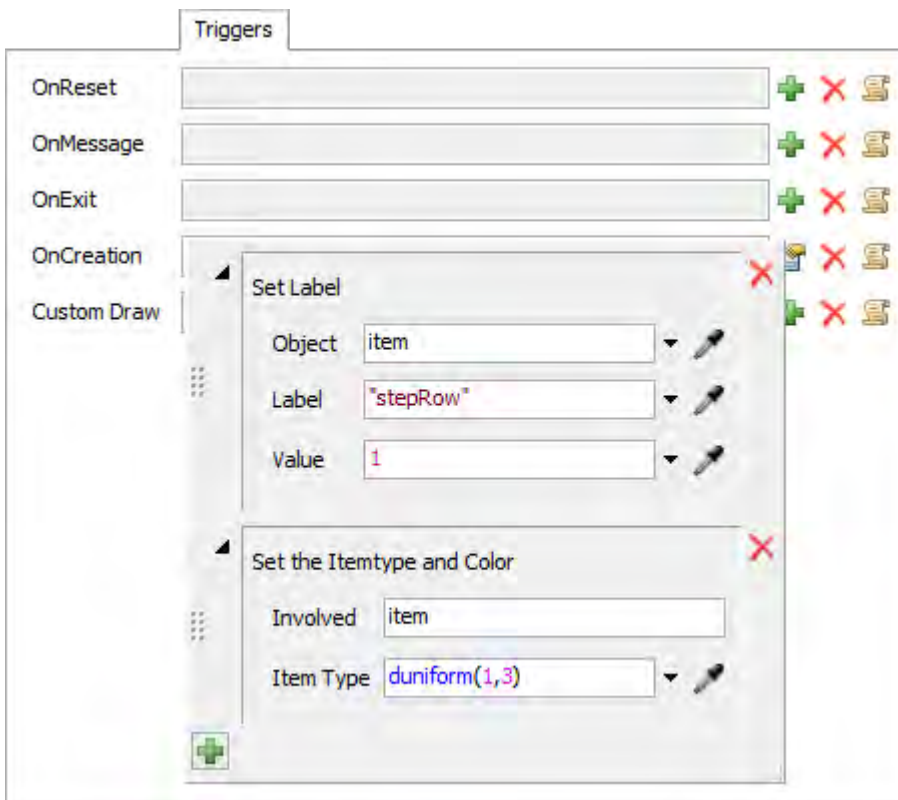 Triggers
OnReset
OnMessage
OnExit
OnCreation
Custom Draw
Set Label
Object item
Label "stepRow"
Value 1
Set the Itemtype and Color
Involved item
Item Type duniform(1,3)